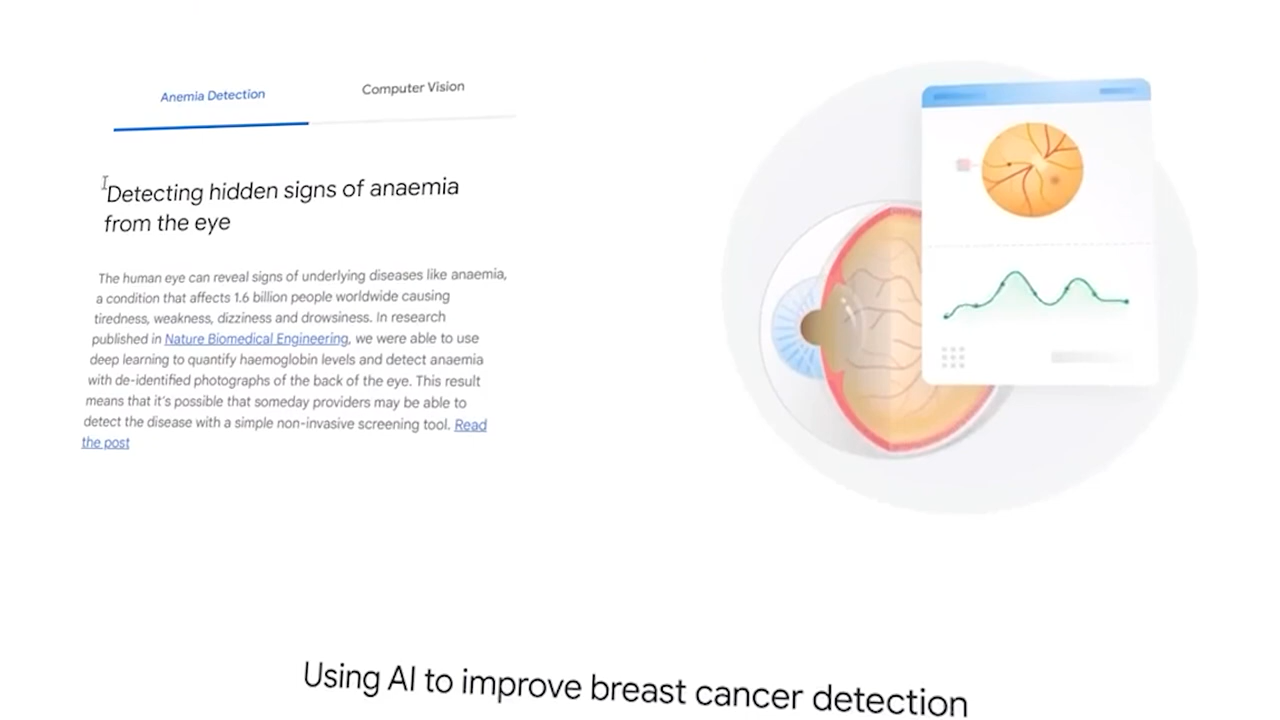 Anemia Detection
Computer Vision
Detecting hidden signs of anaemia
from the eye
The human eye can reveal signs of underlying diseases like anaemia,
a condition that affects 1.6 billion people worldwide causing
tiredness, weakness, dizziness and drowsiness. In research
published in Nature Biomedical Engineering, we were able to use
deep learning to quantify haemoglobin levels and detect anaemia
with de-identified photographs of the back of the eye. This result
means that it's possible that someday providers may be able to
detect the disease with a simple non-invasive screening tool. Read
the post
Using AI to improve breast cancer detection